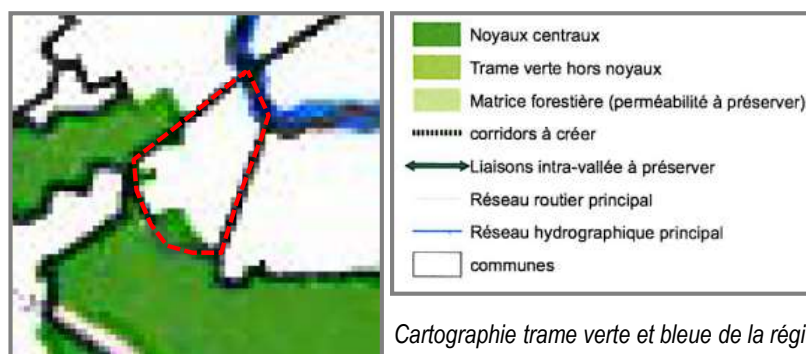 Noyaux centraux
Trame verte hors noyaux
Matrice forestière (perméabilité à préserver)
corridors à créer
Liaisons intra-vallée à préserver
Réseau routier principal
Réseau hydrographique principal
communes
Cartographie trame verte et bleue de la régi